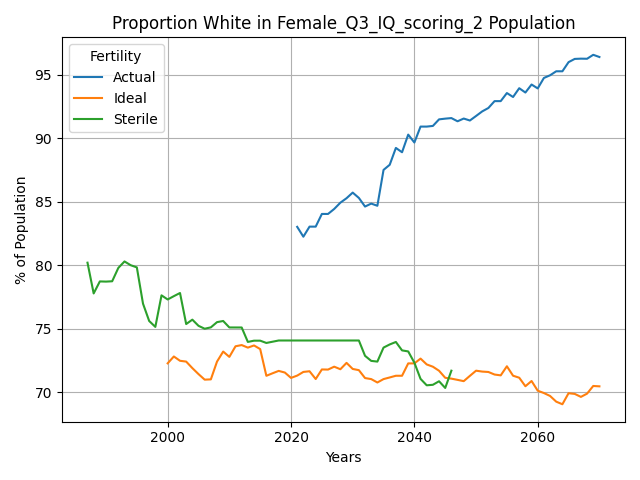 Proportion White in Female_Q3_IQ_scoring_2 Population
Fertility
Actual
Ideal
Sterile
% of Population
95
90
85
80
75
70
2000
2020
2040
2060
Years